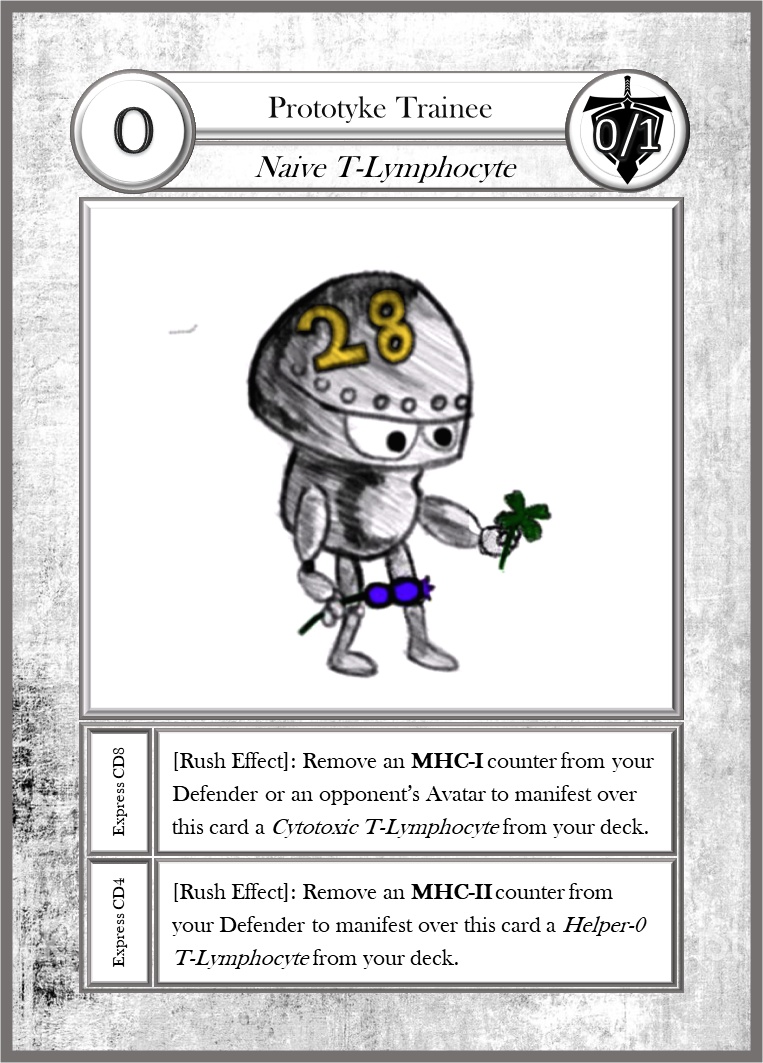 0
Prototyke Trainee
0/1
Naive T-Lymphocyte
28
Express CD8
[Rush Effect]: Remove an MHC-I counter from your
Defender or an opponent’s Avatar to manifest over
this card a Cytotoxic T-Lymphocyte from your deck.
Express CD4
[Rush Effect]: Remove an MHC-II counter from
your Defender to manifest over this card a Helper-0
T-Lymphocyte from your deck.